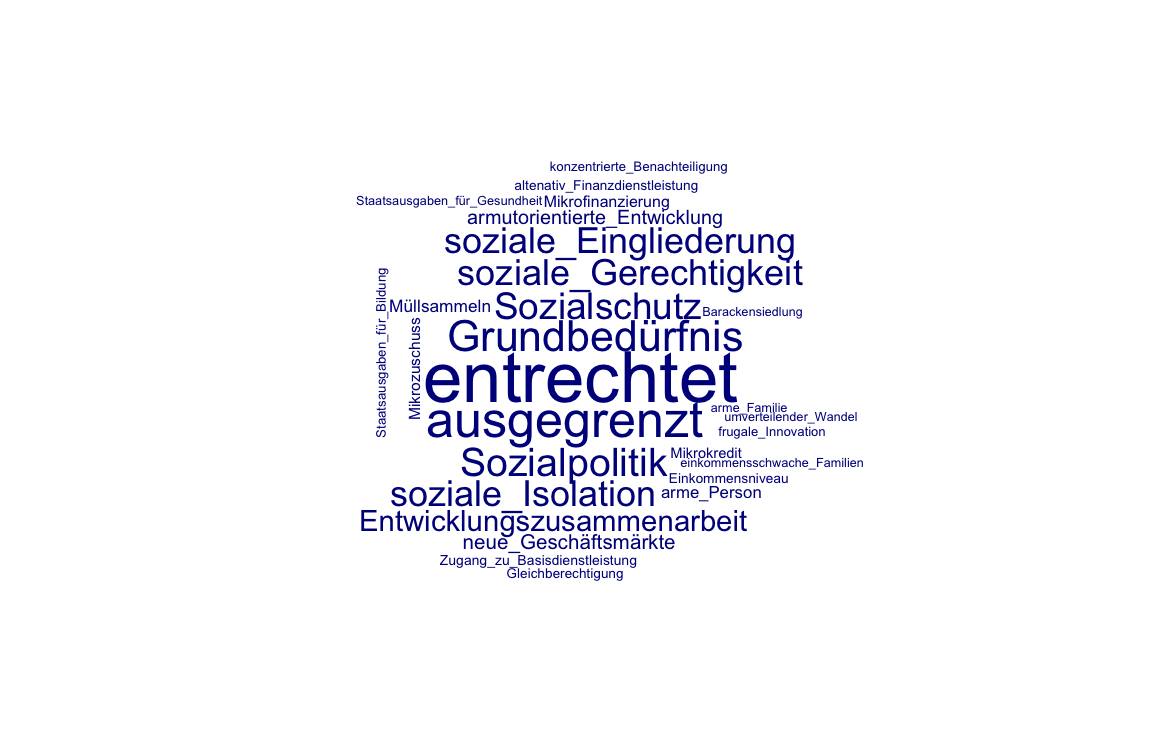 konzentrierte_Benachteiligung
altenativ_Finanzdienstleistung
Staatsausgaben_für_Gesundheit
Mikrofinanzierung
armutorientierte_Entwicklung
soziale_Eingliederung
soziale_Gerechtigkeit
Staatsausgaben_für_Bildung
Müllsammeln
Sozialschutz
Barackensiedlung
Mikrozuschuss
Grundbedürfnis
entrechtet
ausgegrenzt
arme_Familie
umverteilender_Wandel
frugale_Innovation
Sozialpolitik
Mikrokredit
einkommensschwache_Familien
Einkommensniveau
soziale_Isolation
arme_Person
Entwicklungszusammenarbeit
neue_Geschäftsmärkte
Zugang_zu_Basisdienstleistung
Gleichberechtigung